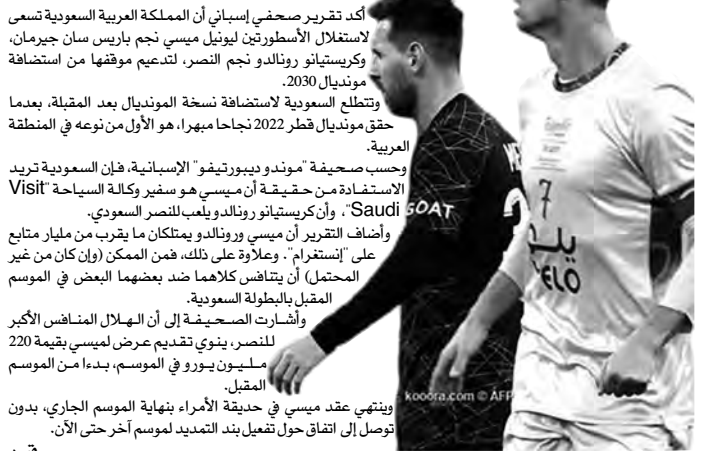 أكد تقرير صحفي إسباني أن المملكة العربية السعودية تسعى
لاستغلال الأسطورتين ليونيل ميسي نجم باريس سان جيرمان،
وكريستيانو رونالدو نجم النصر، لتدعيم موقفها من استضافة
مونديال 2030.
وتتطلع السعودية لاستضافة نسخة المونديال بعد المقبلة، بعدما
حقق مونديال قطر 2022 نجاحا مبهرا، هو الأول من نوعه في المنطقة
العربية.
وحسب صحيفة "موندو ديبورتيفو" الإسبانية، فإن السعودية تريد
الاستفادة من حقيقة أن ميسي هو سفير وكالة السياحة "Visit
Saudi"، وأن كريستيانو رونالدو يلعب للنصر السعودي.
وأضاف التقرير أن ميسي ورونالدو يمتلكان ما يقرب من مليار متابع
على "إنستغرام". وعلاوة على ذلك، فمن الممكن (وإن كان من غير
المحتمل) أن يتنافس كلاهما ضد بعضهما البعض في الموسم
المقبل بالبطولة السعودية.
وأشارت الصحيفة إلى أن الهلال المنافس الأكبر
للنصر، ينوي تقديم عرض لميسي بقيمة 220
مليون يورو في الموسم، بدءا من الموسم
المقبل.
وينتهي عقد ميسي في حديقة الأمراء بنهاية الموسم الجاري، بدون
توصل إلى اتفاق حول تفعيل بند التمديد لموسم آخر حتى الآن.
GOAT
7
kooora.com © AFP